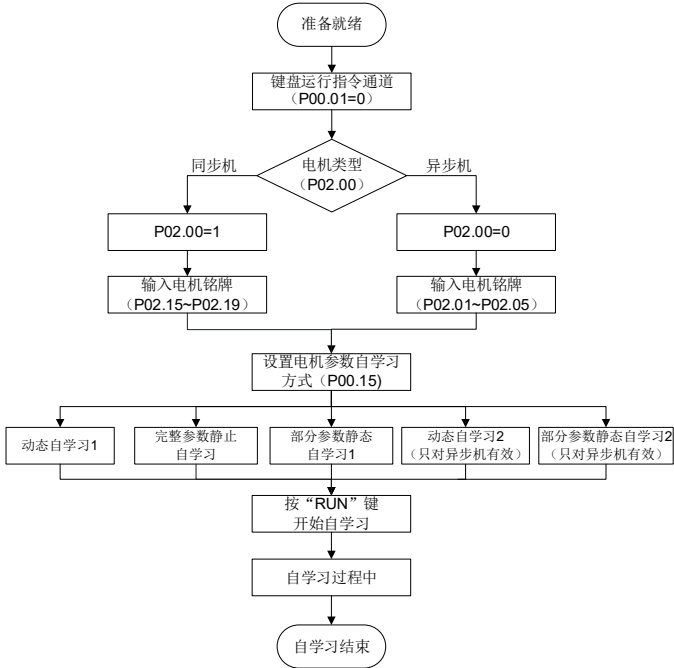 准备就绪
键盘运行指令通道
（P00.01=0）
电机类型
（P02.00）
同步机
异步机
P02.00=1
P02.00=0
输入电机铭牌
（P02.15~P02.19）
输入电机铭牌
（P02.01~P02.05）
设置电机参数自学习
方式（P00.15)
动态自学习1
完整参数静止
自学习
部分参数静态
自学习1
动态自学习2
（只对异步机有效）
部分参数静态自学习2
（只对异步机有效）
按“RUN”键
开始自学习
自学习过程中
自学习结束